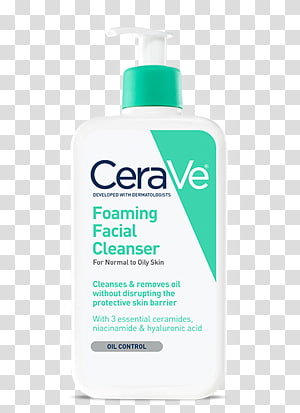 CeraVe
DEVELOPED WITH DERMATOLOGISTS
Foaming
Facial
Cleanser
For Normal to Oily Skin
Cleanses & removes oil
without disrupting the
protective skin barrier
With 3 essential ceramides,
niacinamide & hyaluronic acid
OIL CONTROL